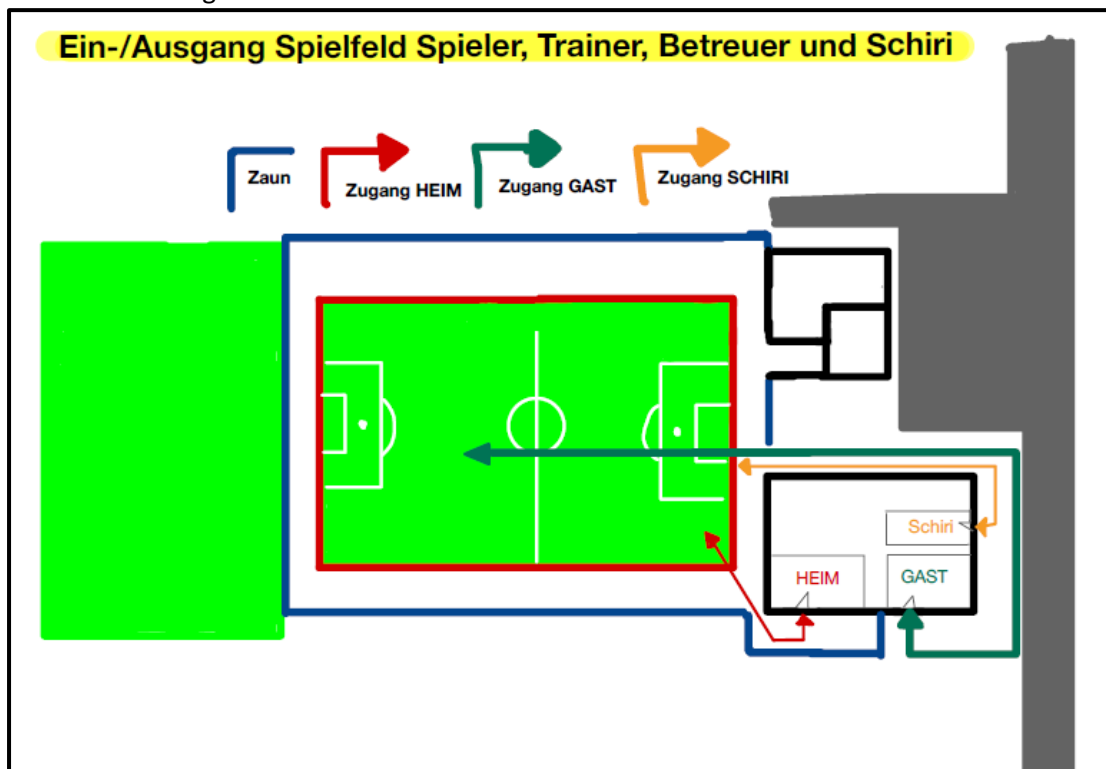 Ein-/Ausgang Spielfeld Spieler, Trainer, Betreuer und Schiri
Zaun
Zugang HEIM
Zugang GAST
Zugang SCHIRI
Schiri
HEIM
GAST